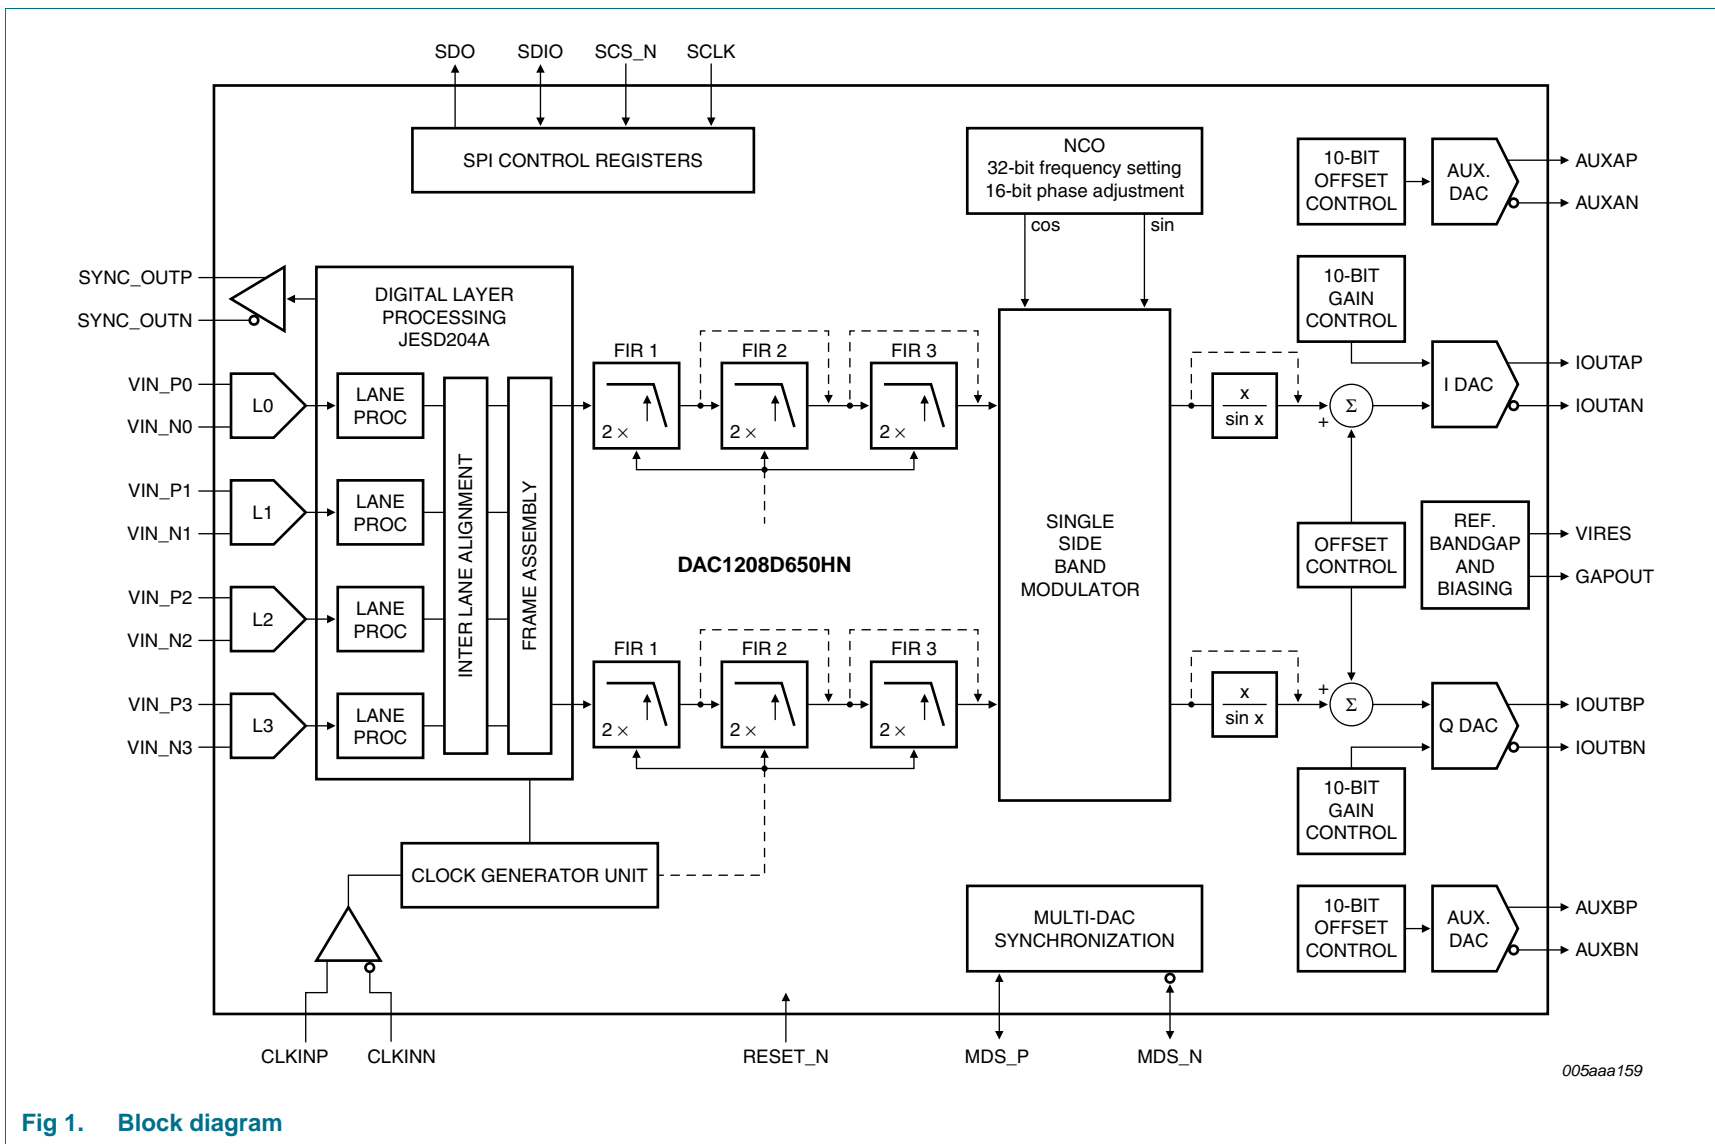 SDO SDIO SCS_N SCLK
SPI CONTROL REGISTERS
NCO
32-bit frequency setting
16-bit phase adjustment
cos sin
10-BIT
OFFSET
CONTROL
AUX.
DAC
AUXAP
AUXAN
SYNC_OUTP
SYNC_OUTN
DIGITAL LAYER
PROCESSING
JESD204A
10-BIT
GAIN
CONTROL
VIN_P0
VIN_N0
L0
LANE
PROC
VIN_P1
VIN_N1
L1
LANE
PROC
VIN_P2
VIN_N2
L2
LANE
PROC
VIN_P3
VIN_N3
L3
LANE
PROC
INTER LANE ALIGNMENT
FRAME ASSEMBLY
FIR 1 FIR 2 FIR 3
2 × 2 × 2 ×
DAC1208D650HN
FIR 1 FIR 2 FIR 3
2 × 2 × 2 ×
SINGLE
SIDE
BAND
MODULATOR
x
sin x
+
Σ
I DAC
IOUTAP
IOUTAN
OFFSET
CONTROL
REF.
BANDGAP
AND
BIASING
VIRES
GAPOUT
x
sin x
+
Σ
Q DAC
IOUTBP
IOUTBN
10-BIT
GAIN
CONTROL
CLOCK GENERATOR UNIT
MULTI-DAC
SYNCHRONIZATION
10-BIT
OFFSET
CONTROL
AUX.
DAC
AUXBP
AUXBN
CLKINP CLKINN RESET_N MDS_P MDS_N
005aaa159
Fig 1. Block diagram